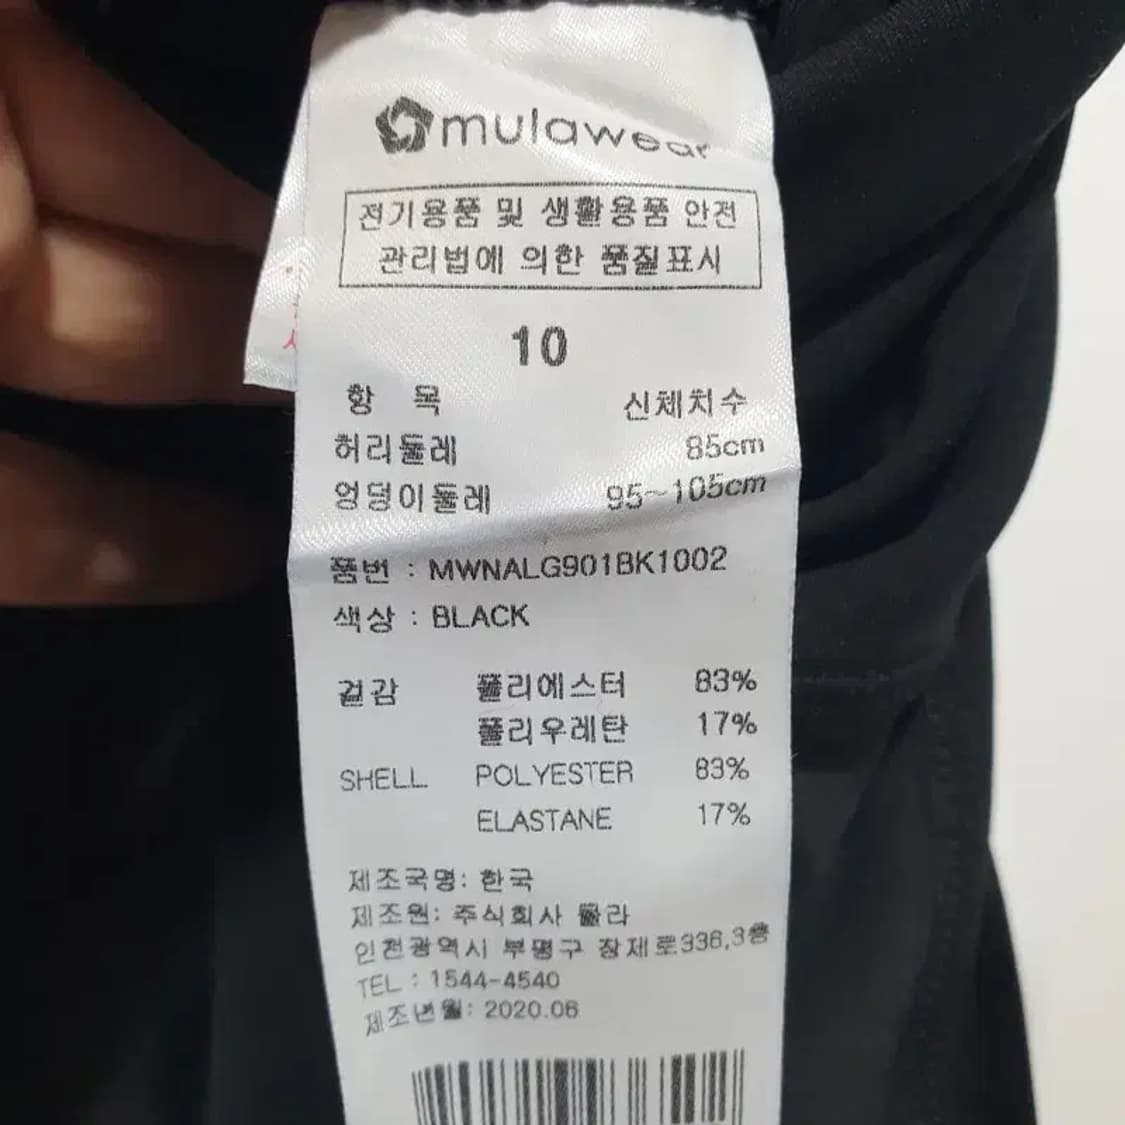 mulawear
전기용품 및 생활용품 안전
관리법에 의한 품질표시
10
항 목 신체치수
허리둘레 85cm
엉덩이둘레 95~105cm
품번 : MWNALG901BK1002
색상 : BLACK
겉감 폴리에스터 83%
폴리우레탄 17%
SHELL POLYESTER 83%
ELASTANE 17%
제조국명: 한국
제조원: 주식회사 뮬라
인천광역시 부평구 장제로336,3층
TEL : 1544-4540
제조년월: 2020.06